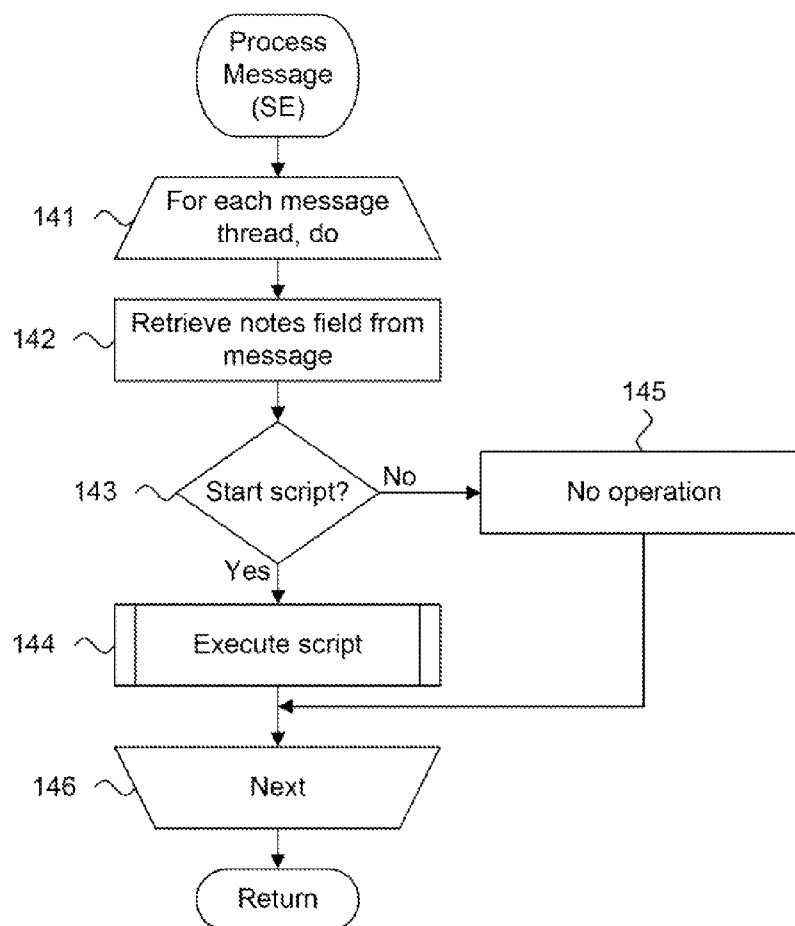 Process
Message
(SE)
141
For each message
thread, do
142
Retrieve notes field from
message
143
Start script?
No
145
No operation
Yes
144
Execute script
146
Next
Return